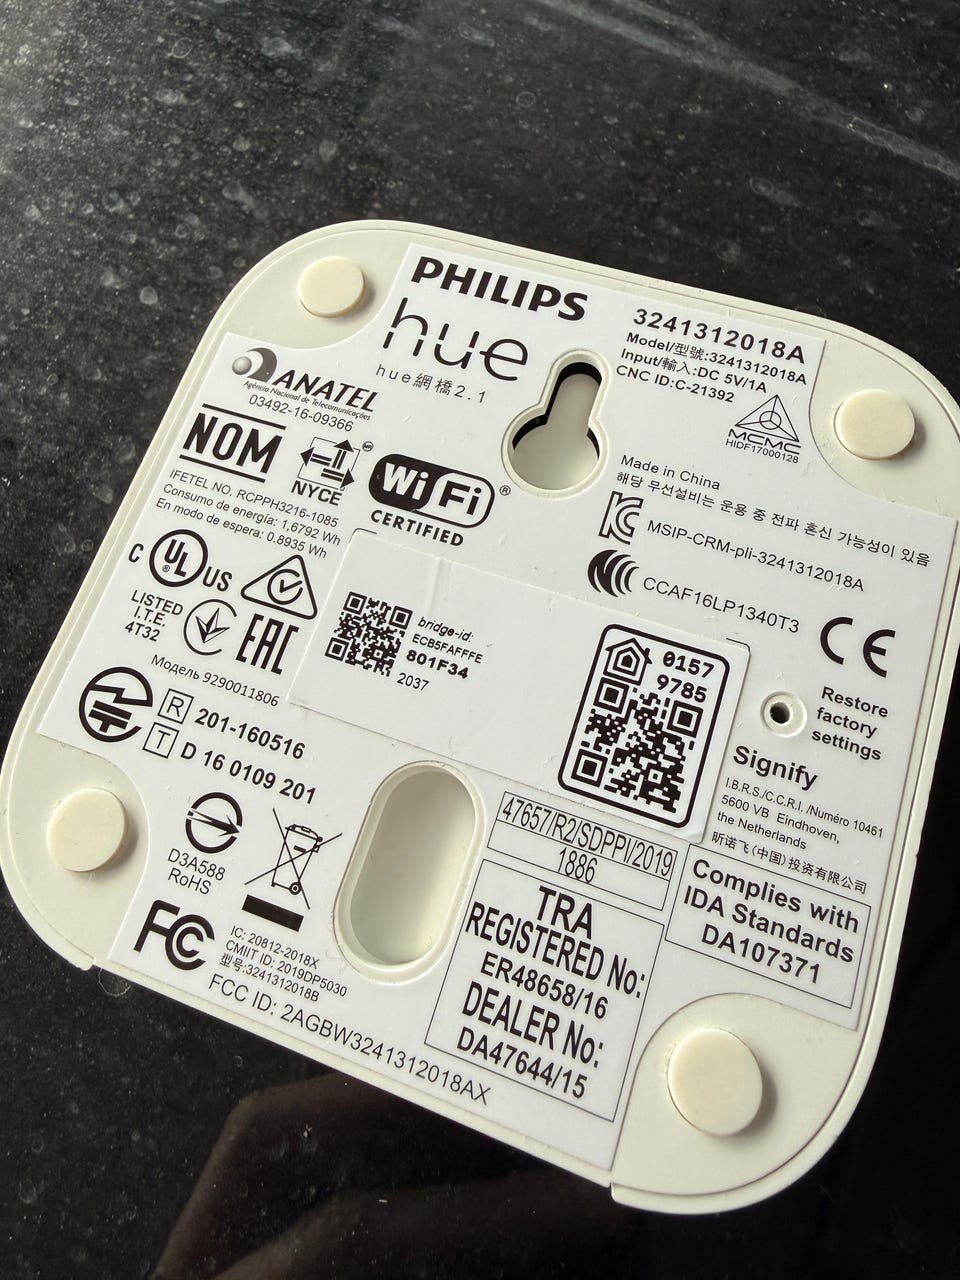 PHILIPS
hue
hue網橋2.1
3241312018A
Model/型號:3241312018A
Input/輸入:DC 5V/1A
CNC ID:C-21392
MCMC
HIDF17000128
ANATEL
Agência Nacional de Telecomunicações
03492-16-09366
NOM
NYCE
WiFi®
CERTIFIED
IFETEL NO. RCPPH3216-1085
Consumo de energía: 1,6792 Wh
En modo de espera: 0.8935 Wh
Made in China
해당 무선설비는 운용 중 전파 혼신 가능성이 있음
MSIP-CRM-pli-3241312018A
CCAF16LP1340T3
CE
C UL US
®
LISTED
I.T.E.
4T32
EAC
Модель 9290011806
R 201-160516
T D 16 0109 201
bridge-id:
ECB5FAFFFE
801F34
2037
0157
9785
Restore
factory
settings
Signify
I.B.R.S./C.C.R.I. /Numéro 10461
5600 VB Eindhoven,
the Netherlands
昕诺飞(中国)投资有限公司
D3A588
RoHS
47657/R2/SDPPI/2019
1886
Complies with
IDA Standards
DA107371
TRA
REGISTERED No:
ER48658/16
DEALER No:
DA47644/15
FC
IC: 20812-2018X
CMIIT ID: 2019DP5030
型号:3241312018B
FCC ID: 2AGBW3241312018AX